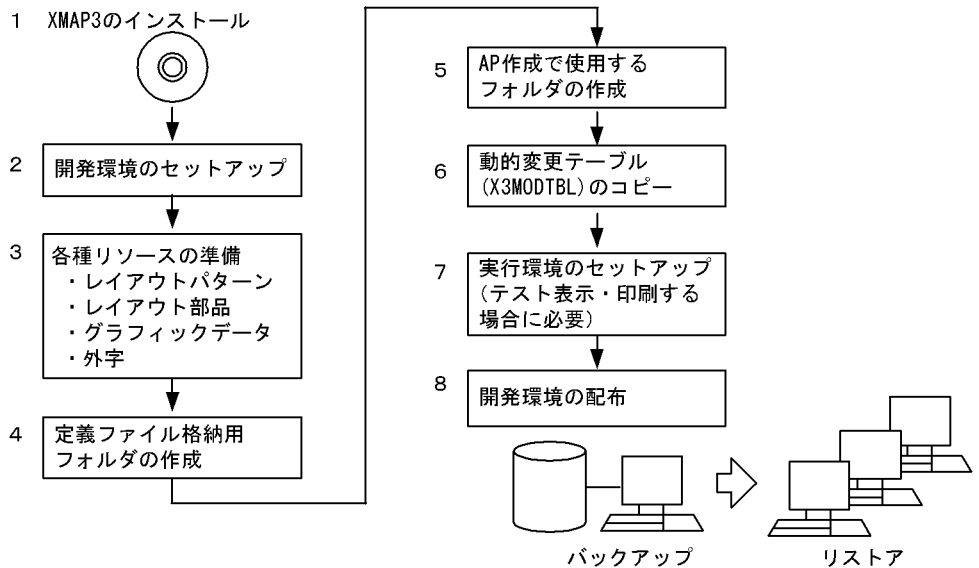 1 XMAP3のインストール
2 開発環境のセットアップ
3 各種リソースの準備
・レイアウトパターン
・レイアウト部品
・グラフィックデータ
・外字
4 定義ファイル格納用
フォルダの作成
5 AP作成で使用する
フォルダの作成
6 動的変更テーブル
(X3MODTBL)のコピー
7 実行環境のセットアップ
(テスト表示・印刷する
場合に必要)
8 開発環境の配布
バックアップ
リストア